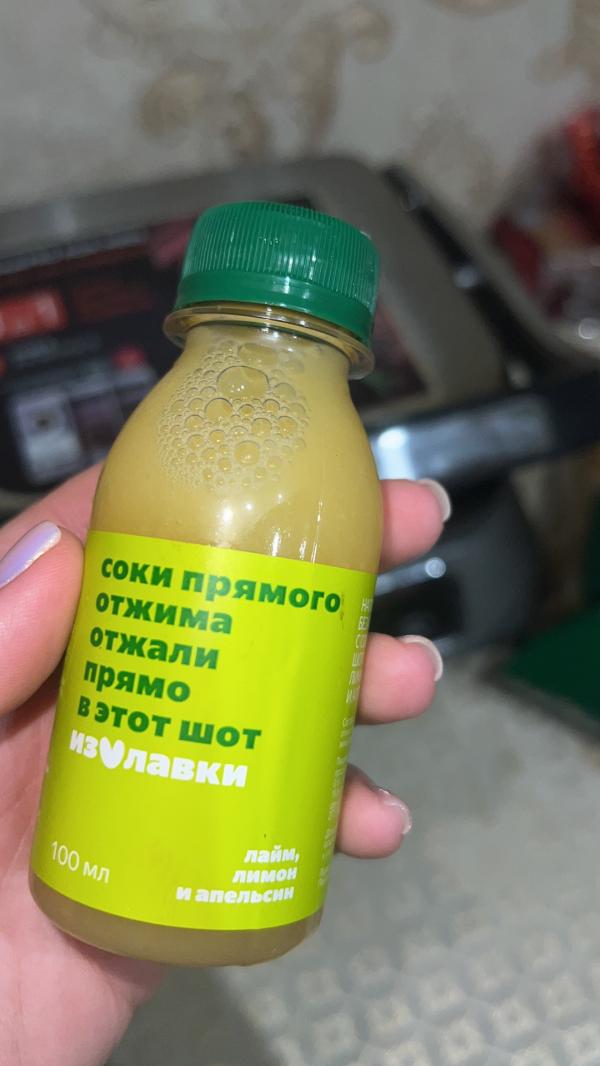 соки прямого
отжима
отжали
прямо
в этот шот
из лавки
100 мл
лайм,
лимон
и апельсин